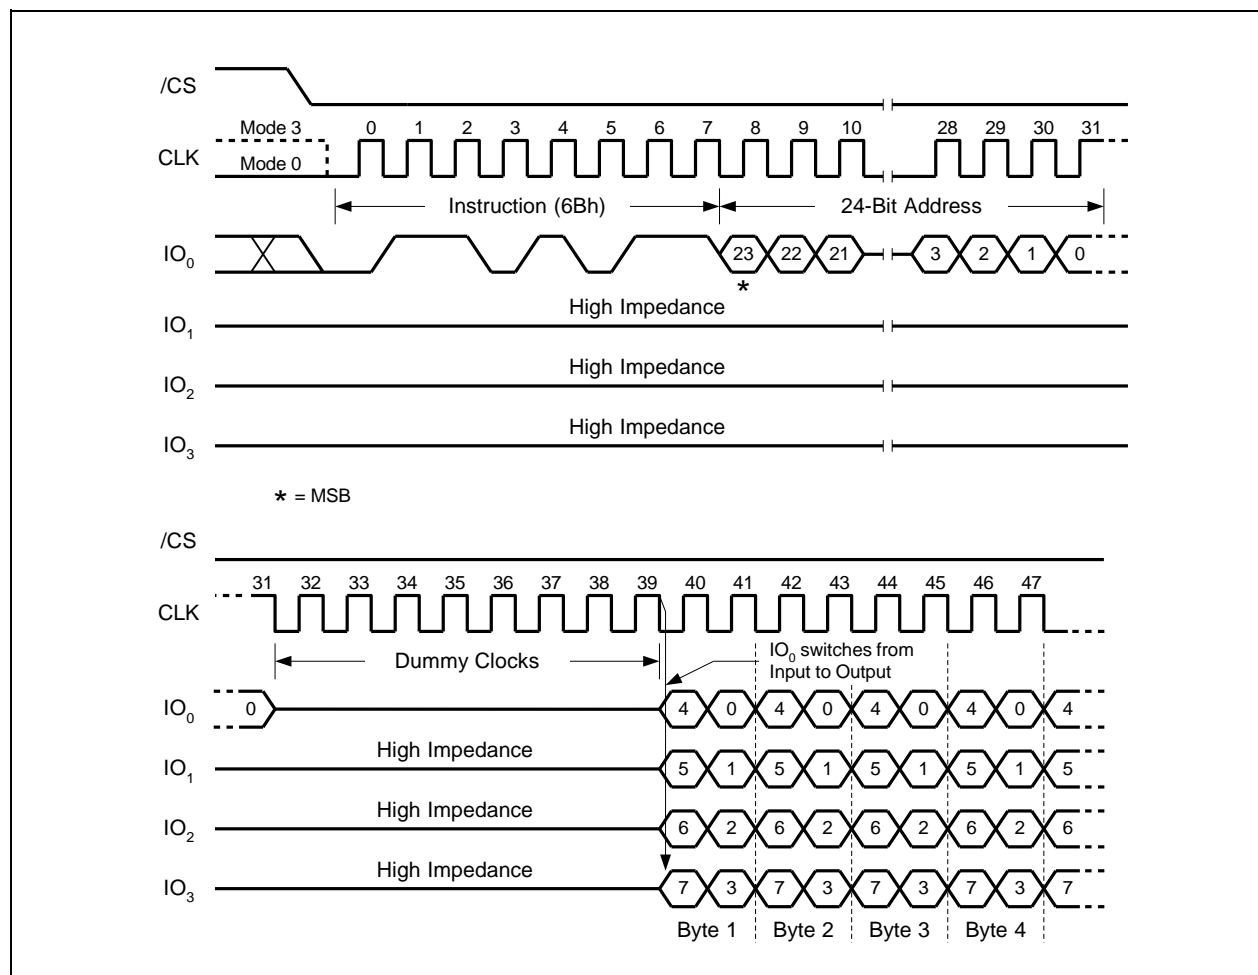 /CS
Mode 3 0 1 2 3 4 5 6 7 8 9 10 28 29 30 31
CLK
Mode 0
Instruction (6Bh) 24-Bit Address
IO0 23 22 21 3 2 1 0
*
High Impedance
IO1
High Impedance
IO2
High Impedance
IO3
* = MSB
/CS
31 32 33 34 35 36 37 38 39 40 41 42 43 44 45 46 47
CLK
Dummy Clocks
IO0 switches from
Input to Output
IO0 0 4 0 4 0 4 0 4 0 4
High Impedance
IO1 5 1 5 1 5 1 5 1 5
High Impedance
IO2 6 2 6 2 6 2 6 2 6
High Impedance
IO3 7 3 7 3 7 3 7 3 7
Byte 1 Byte 2 Byte 3 Byte 4